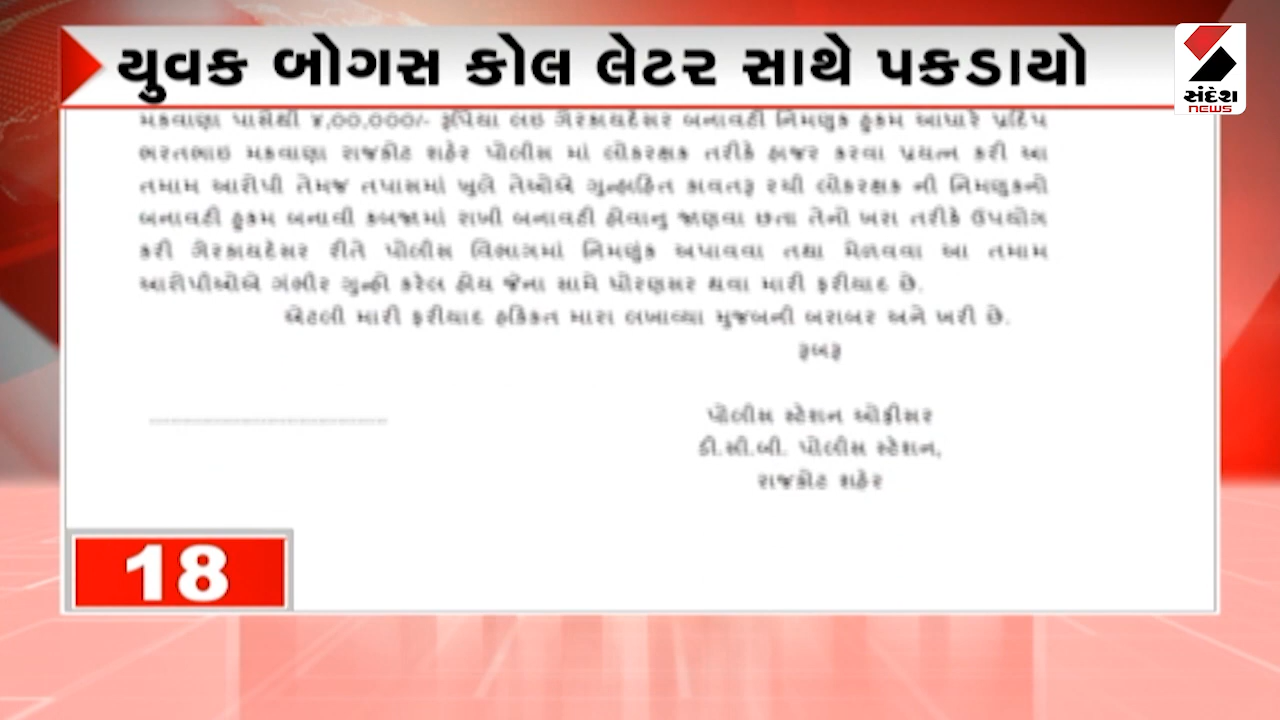 યુવક બોગસ કોલ લેટર સાથે પકડાયો
સંદેશ
NEWS
મકવાણા પાસેથી ૪,૦૦,૦૦૦/- રૂપિયા લઇ ગેરકાયદેસર બનાવટી નિમણુક હુકમ આધારે પ્રદિપ
ભરતભાઇ મકવાણા રાજકોટ શહેર પોલીસ માં લોકરક્ષક તરીકે હાજર કરવા પ્રયત્ન કરી આ
તમામ આરોપી તેમજ તપાસમાં ખુલે તેઓએ ગુન્હાહિત કાવતરૂ રચી લોકરક્ષક ની નિમણુકનો
બનાવટી હુકમ બનાવી કબજામાં રાખી બનાવટી હોવાનુ જાણવા છતા તેનો ખરા તરીકે ઉપયોગ
કરી ગેરકાયદેસર રીતે પોલીસ વિભાગમાં નિમણુંક અપાવવા તથા મેળવવા આ તમામ
આરોપીઓએ ગંભીર ગુન્હો કરેલ હોય જેના સામે ધોરણસર થવા મારી ફરીયાદ છે.
એટલી મારી ફરીયાદ હકિકત મારા લખાવ્યા મુજબની બરાબર અને ખરી છે.
રૂબરૂ
પોલીસ સ્ટેશન ઓફીસર
ડી.સી.બી. પોલીસ સ્ટેશન,
રાજકોટ શહેર
18